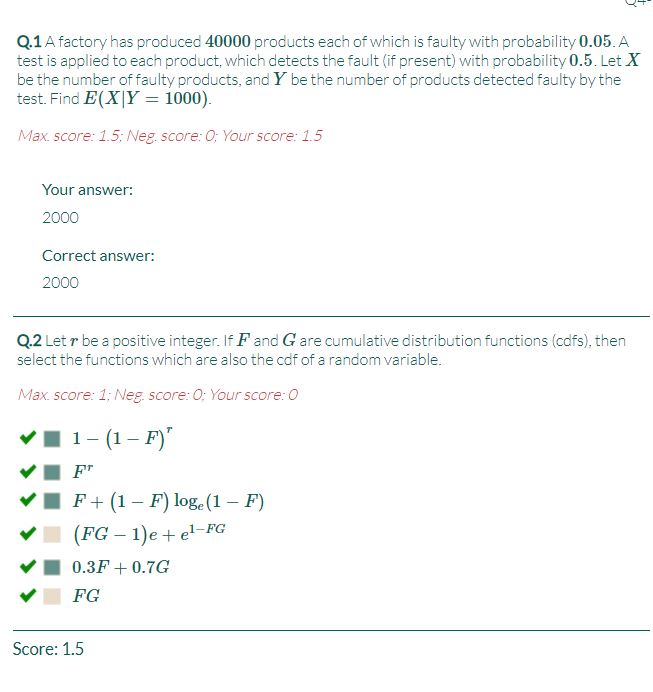 Q.1 A factory has produced 40000 products each of which is faulty with probability 0.05. A
test is applied to each product, which detects the fault (if present) with probability 0.5. Let X
be the number of faulty products, and Y be the number of products detected faulty by the
test. Find E(X|Y = 1000).
Max. score: 1.5; Neg. score: 0; Your score: 1.5
Your answer:
2000
Correct answer:
2000
Q.2 Let r be a positive integer. If F and G are cumulative distribution functions (cdfs), then
select the functions which are also the cdf of a random variable.
Max. score: 1; Neg. score: 0; Your score: 0
1 − (1 − F)^r
F^r
F + (1 − F) log_e(1 − F)
(FG − 1)e + e^{1−FG}
0.3F + 0.7G
FG
Score: 1.5